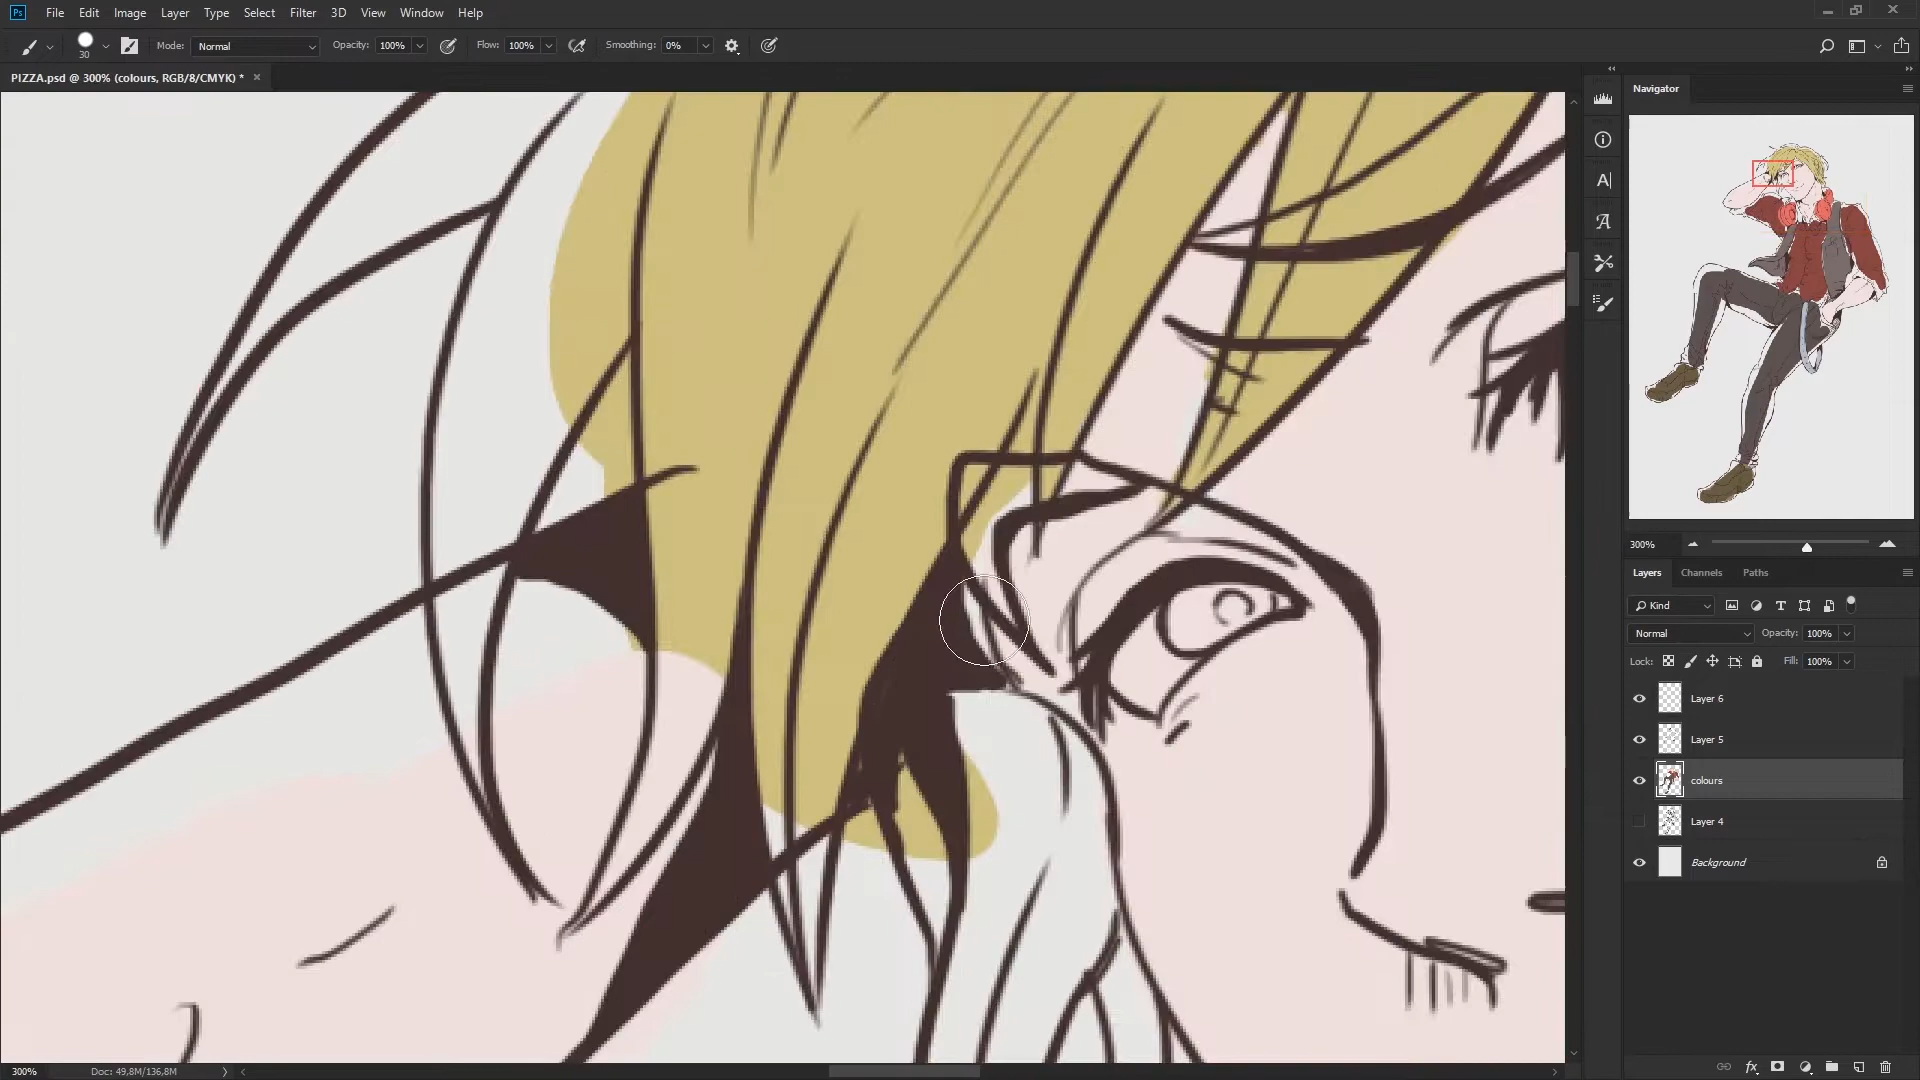 Ps File Edit Image Layer Type Select Filter 3D View Window Help
30 Mode: Normal Opacity: 100% Flow: 100% Smoothing: 0%
PIZZA.psd @ 300% (colours, RGB/8/CMYK) * ×
Navigator
300%
Layers Channels Paths
Kind
Normal Opacity: 100%
Lock: Fill: 100%
Layer 6
Layer 5
colours
Layer 4
Background
fx
300% Doc: 49,8M/136,8M